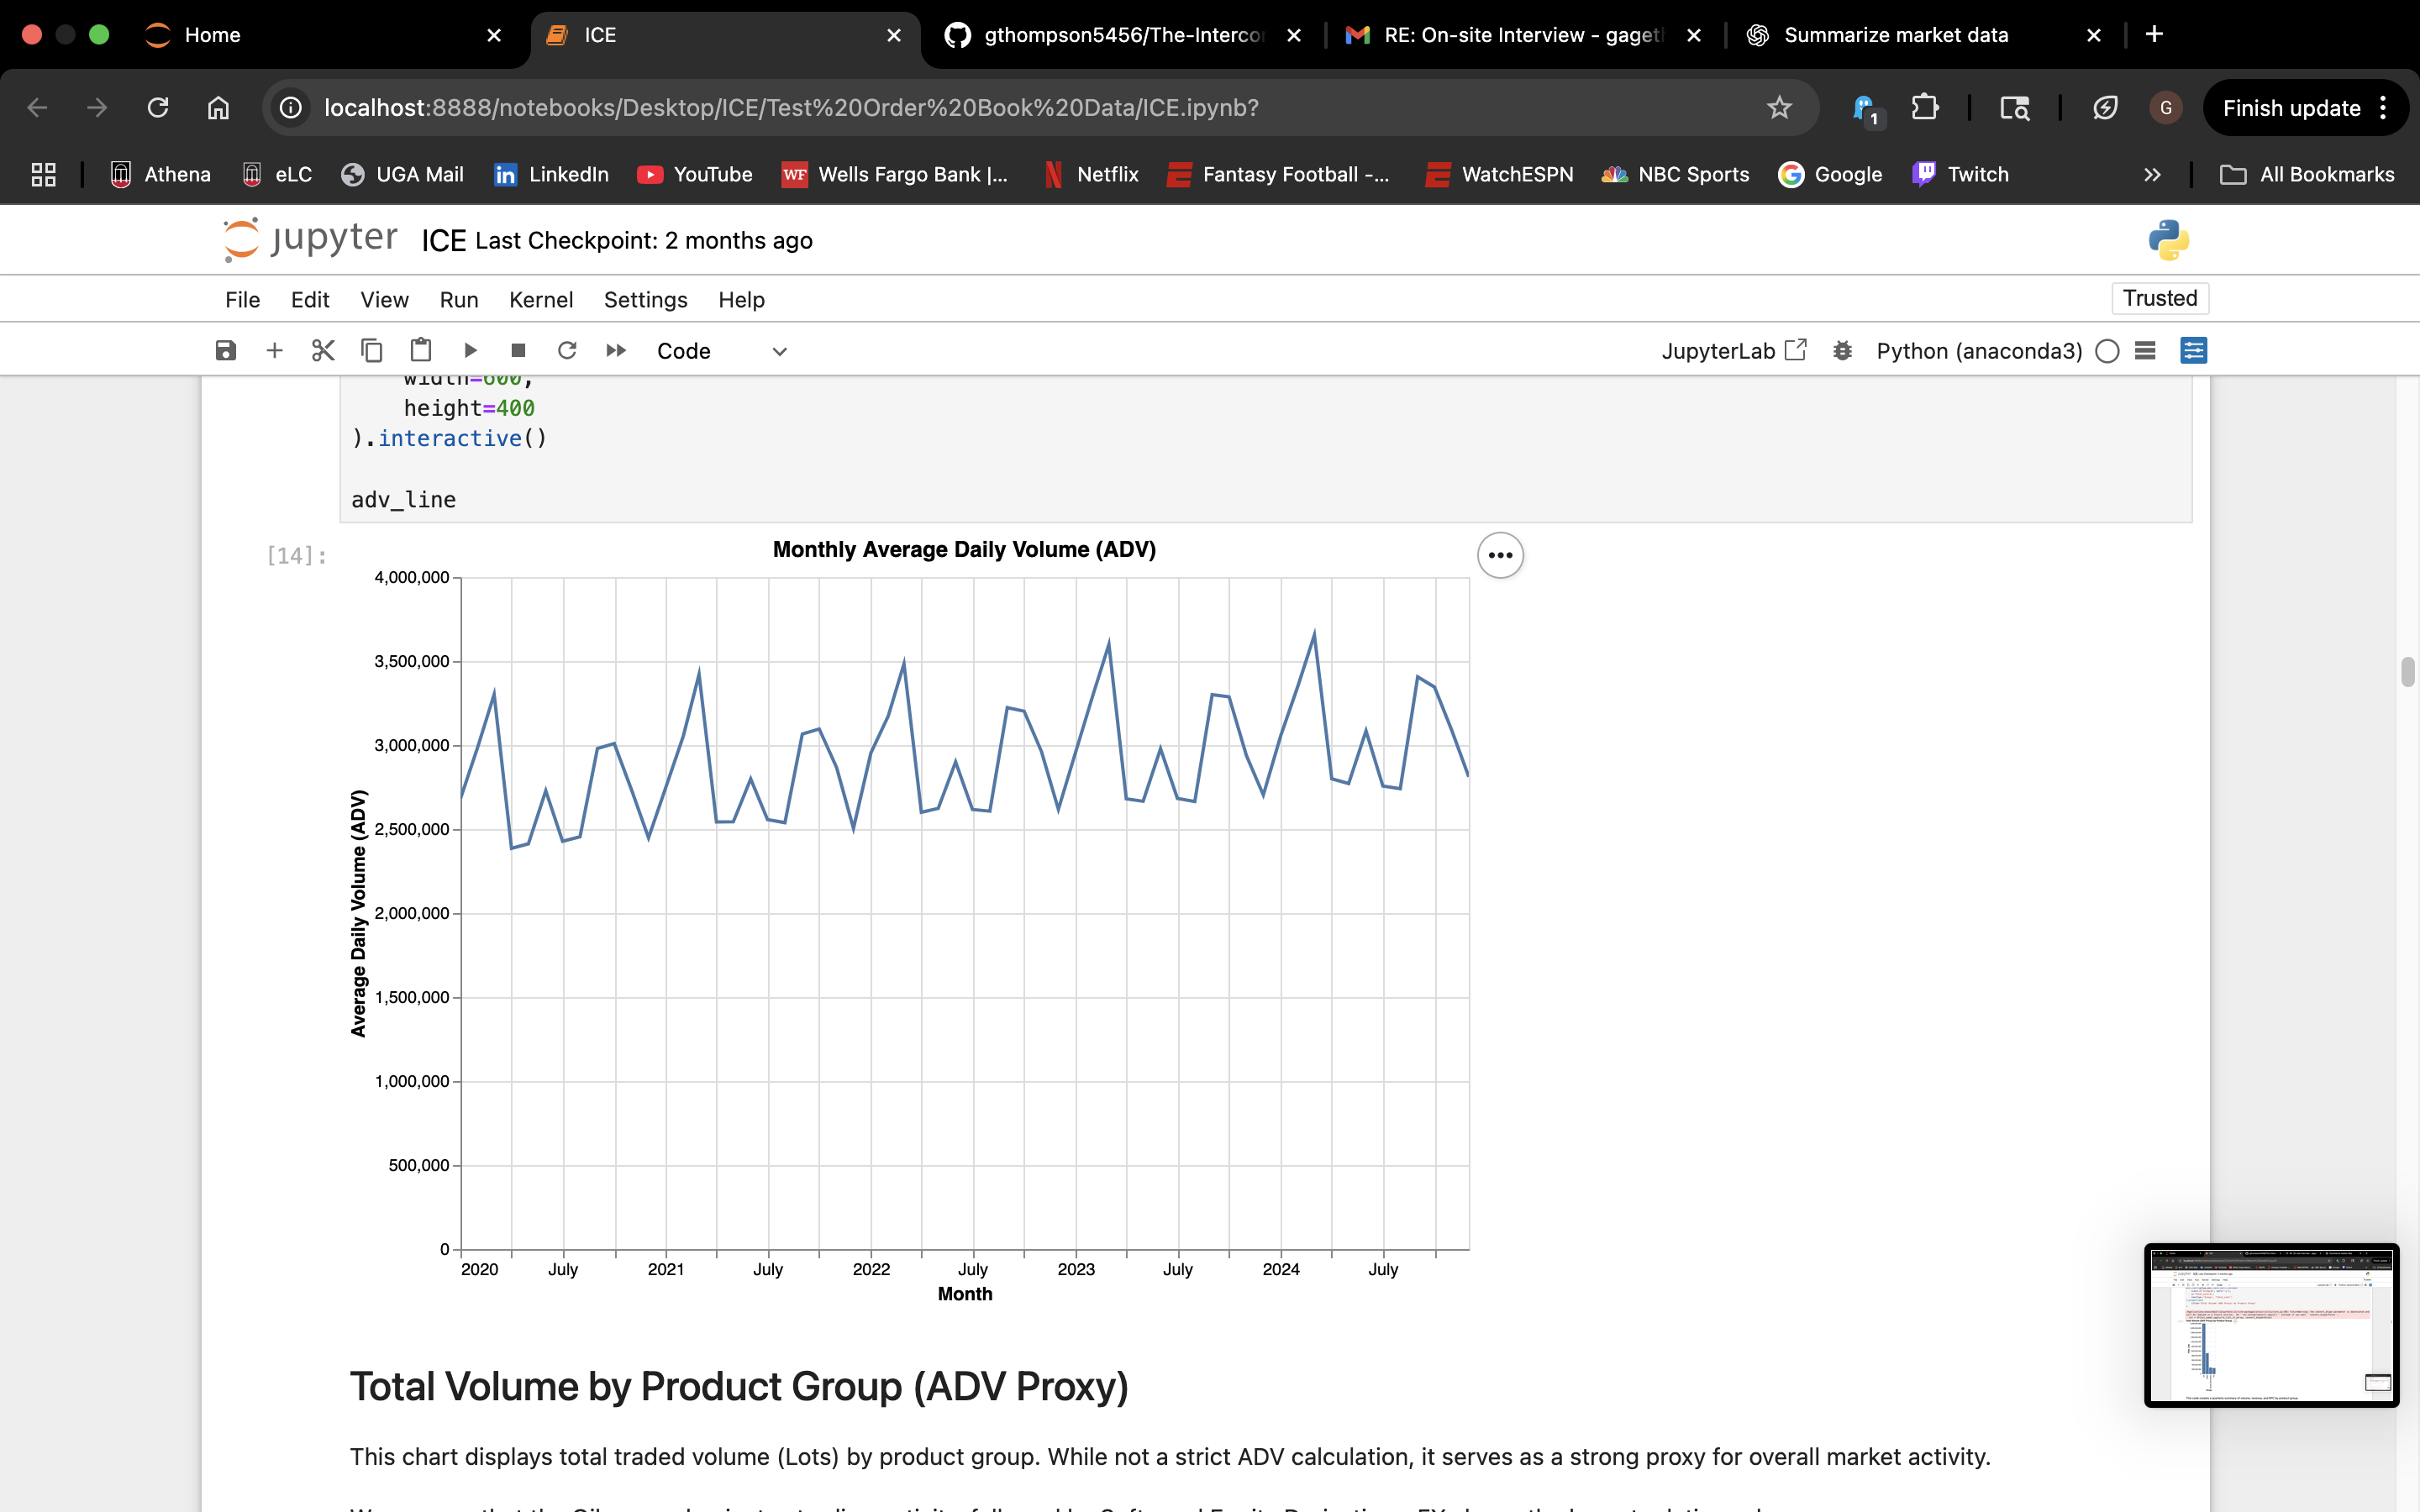 Home
ICE
gthompson5456/The-Interco
RE: On-site Interview - gaget
Summarize market data
localhost:8888/notebooks/Desktop/ICE/Test%20Order%20Book%20Data/ICE.ipynb?
1
G
Finish update
Athena
eLC
UGA Mail
LinkedIn
YouTube
WF Wells Fargo Bank |...
Netflix
Fantasy Football -...
WatchESPN
NBC Sports
Google
Twitch
All Bookmarks
jupyter ICE Last Checkpoint: 2 months ago
File Edit View Run Kernel Settings Help
Trusted
Code
JupyterLab
Python (anaconda3)
width=600,
height=400
).interactive()
adv_line
[14]:
Monthly Average Daily Volume (ADV)
4,000,000
3,500,000
3,000,000
2,500,000
2,000,000
1,500,000
1,000,000
500,000
0
Average Daily Volume (ADV)
2020 July 2021 July 2022 July 2023 July 2024 July
Month
Total Volume by Product Group (ADV Proxy)
This chart displays total traded volume (Lots) by product group. While not a strict ADV calculation, it serves as a strong proxy for overall market activity.